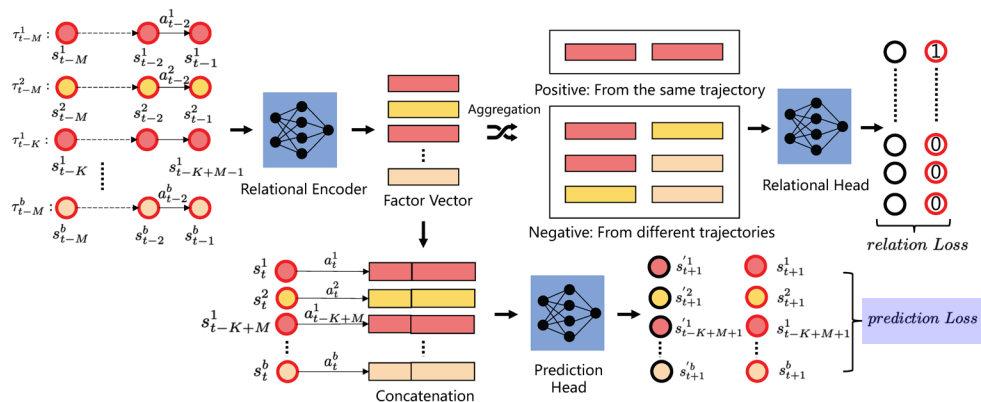 τ¹ₜ₋M :
a¹ₜ₋₂
s¹ₜ₋M s¹ₜ₋₂ s¹ₜ₋₁
τ²ₜ₋M :
a²ₜ₋₂
s²ₜ₋M s²ₜ₋₂ s²ₜ₋₁
τ¹ₜ₋K :
s¹ₜ₋K s¹ₜ₋K₊M₋₁
τᵇₜ₋M :
aᵇₜ₋₂
sᵇₜ₋M sᵇₜ₋₂ sᵇₜ₋₁
Relational Encoder
Factor Vector
Aggregation
Positive: From the same trajectory
Negative: From different trajectories
Relational Head
1
0
0
0
relation Loss
s¹ₜ a¹ₜ
s²ₜ a²ₜ
s¹ₜ₋K₊M a¹ₜ₋K₊M
sᵇₜ aᵇₜ
Concatenation
Prediction
Head
s'¹ₜ₊₁ s¹ₜ₊₁
s'²ₜ₊₁ s²ₜ₊₁
s'¹ₜ₋K₊M₊₁ s¹ₜ₋K₊M₊₁
s'ᵇₜ₊₁ sᵇₜ₊₁
prediction Loss